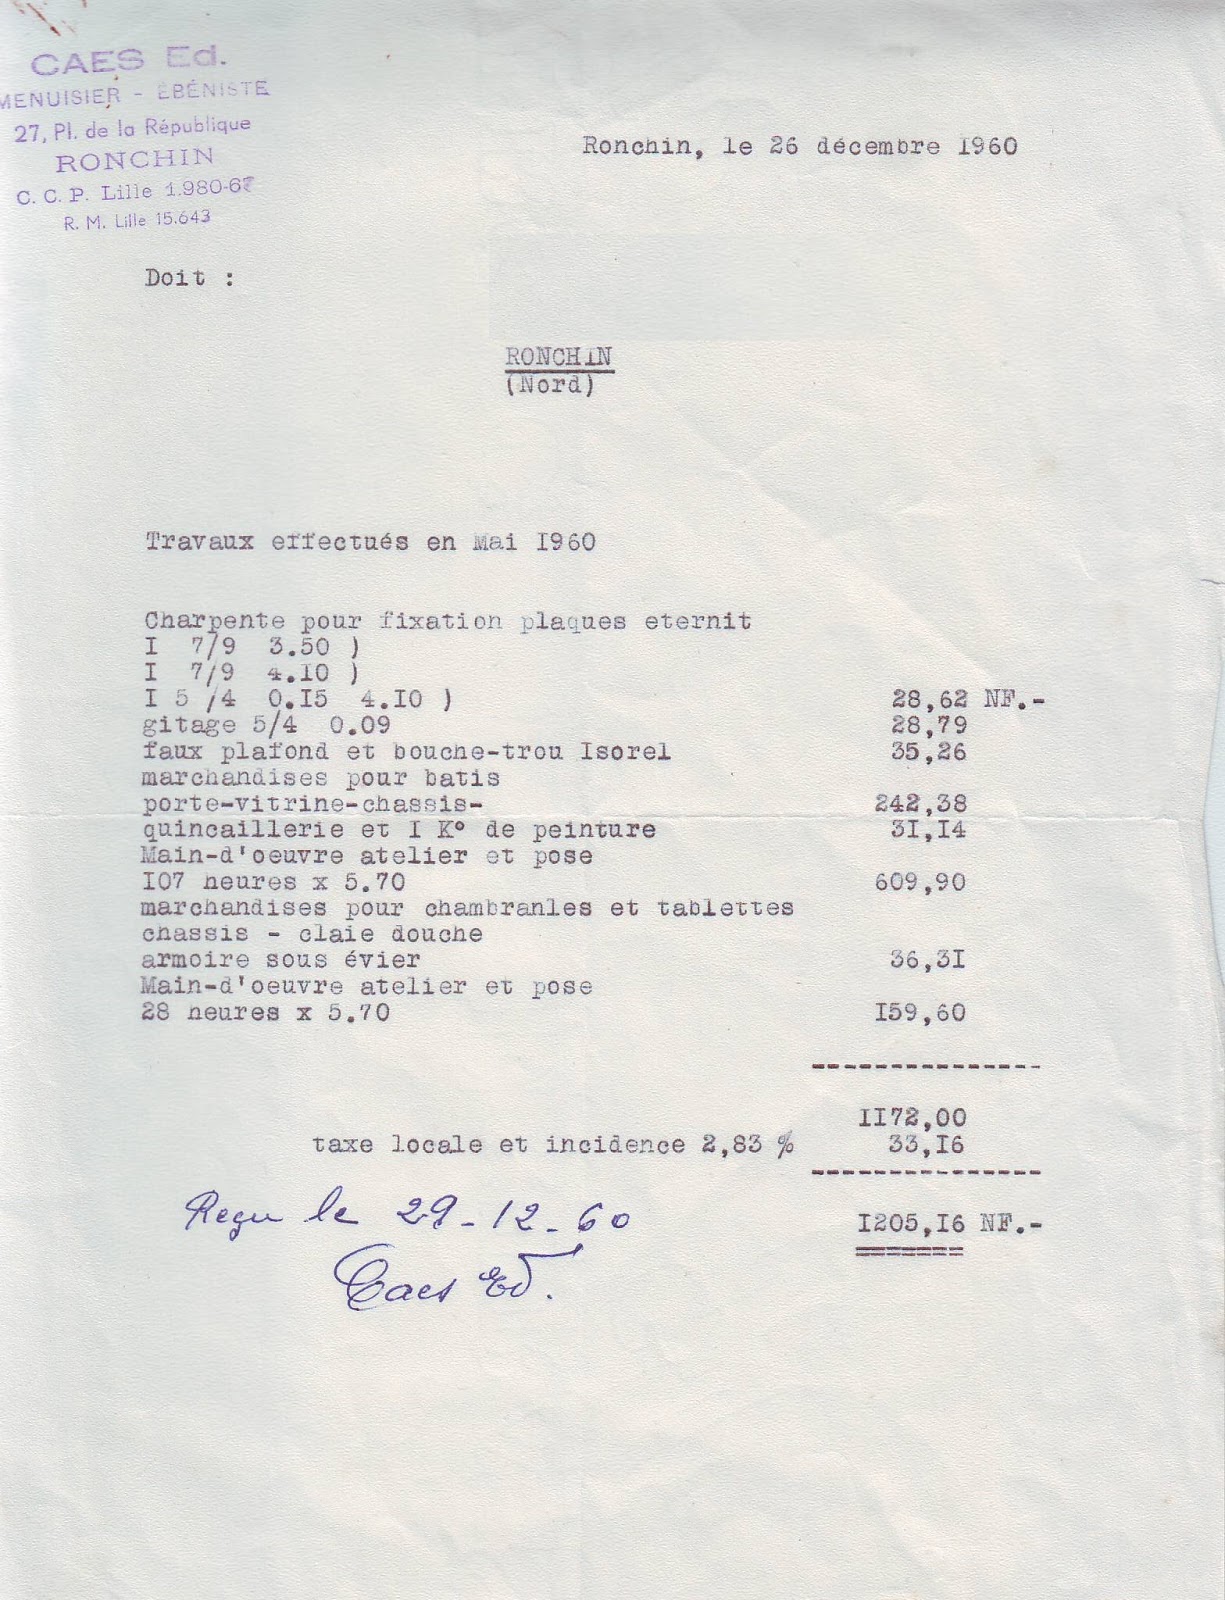 CAES Ed.
MENUISIER - ÉBÉNISTE
27, Pl. de la République
RONCHIN
C. C. P. Lille 1.980-67
R. M. Lille 15.643
Ronchin, le 26 décembre I960
Doit :
RONCHIN
(Nord)
Travaux effectués en Mai I960
Charpente pour fixation plaques eternit
I 7/9 3.50 )
I 7/9 4.I0 )
I 5 /4 0.I5 4.I0 ) 28,62 NF.-
gitage 5/4 0.09 28,79
faux plafond et bouche-trou Isorel 35,26
marchandises pour batis
porte-vitrine-chassis- 242,38
quincaillerie et I K° de peinture 3I,I4
Main-d'oeuvre atelier et pose
I07 heures x 5.70 609,90
marchandises pour chambranles et tablettes
chassis - claie douche
armoire sous évier 36,3I
Main-d'oeuvre atelier et pose
28 heures x 5.70 I59,60
---------------
II72,00
taxe locale et incidence 2,83 % 33,I6
---------------
Reçu le 29-12-60 I205,I6 NF.-
=======
Caes Ed.